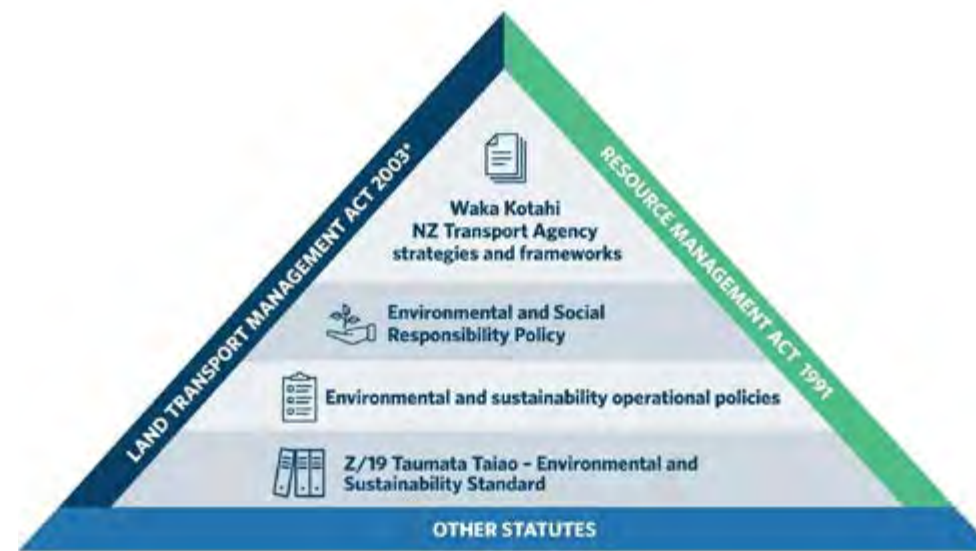 LAND TRANSPORT MANAGEMENT ACT 2003*
RESOURCE MANAGEMENT ACT 1991
Waka Kotahi
NZ Transport Agency
strategies and frameworks
Environmental and Social
Responsibility Policy
Environmental and sustainability operational policies
Z/19 Taumata Taiao – Environmental and
Sustainability Standard
OTHER STATUTES